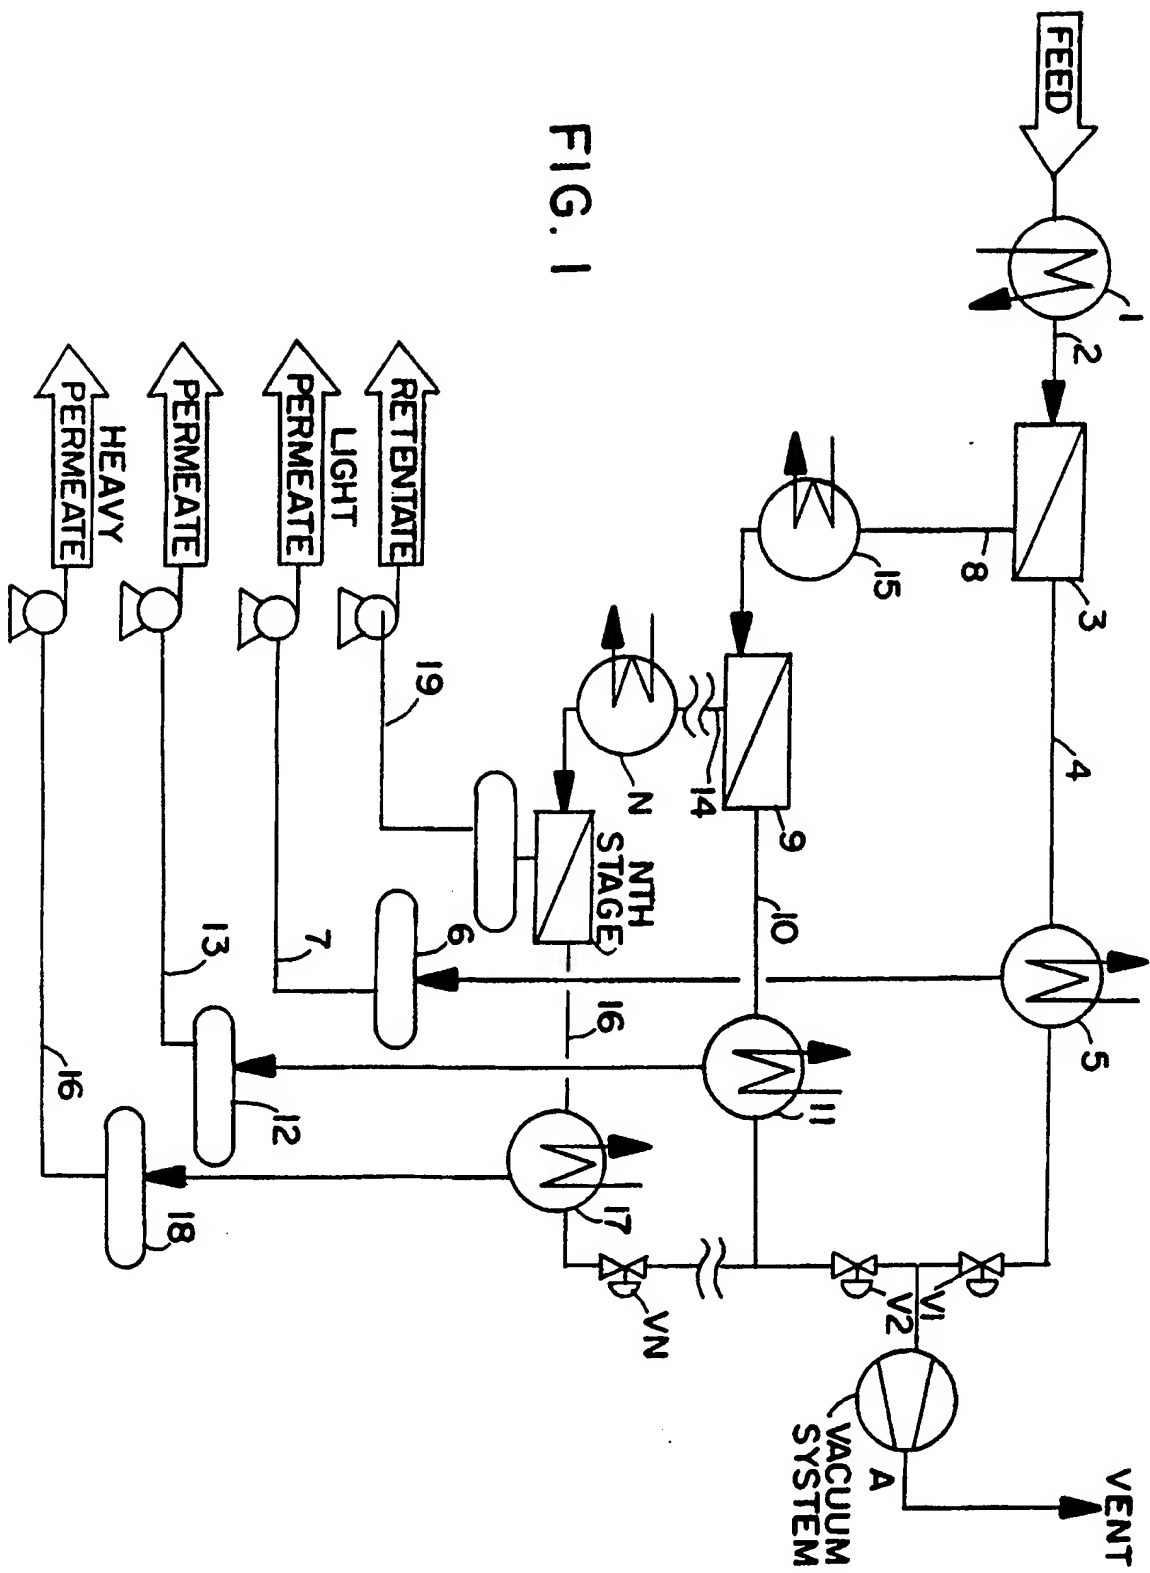 FEED
1
2
3
4
5
VENT
8
15
9
10
11
V1
V2
A
VACUUM
SYSTEM
14
N
NTH
STAGE
16
17
VN
FIG. 1
RETENTATE
19
LIGHT
PERMEATE
7
6
PERMEATE
13
12
HEAVY
PERMEATE
16
18